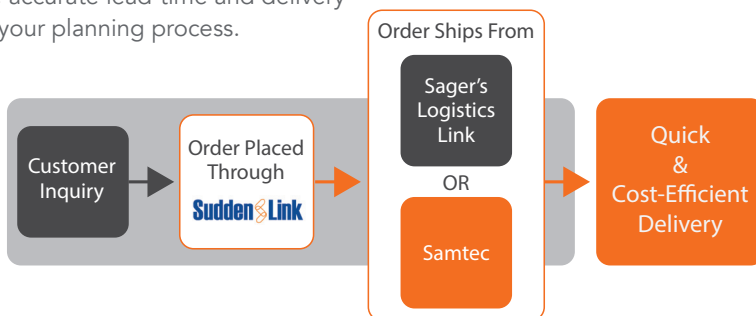 accurate lead-time and delivery
your planning process.
Customer
Inquiry
Order Placed
Through
Sudden Link
Order Ships From
Sager's
Logistics
Link
OR
Samtec
Quick
&
Cost-Efficient
Delivery